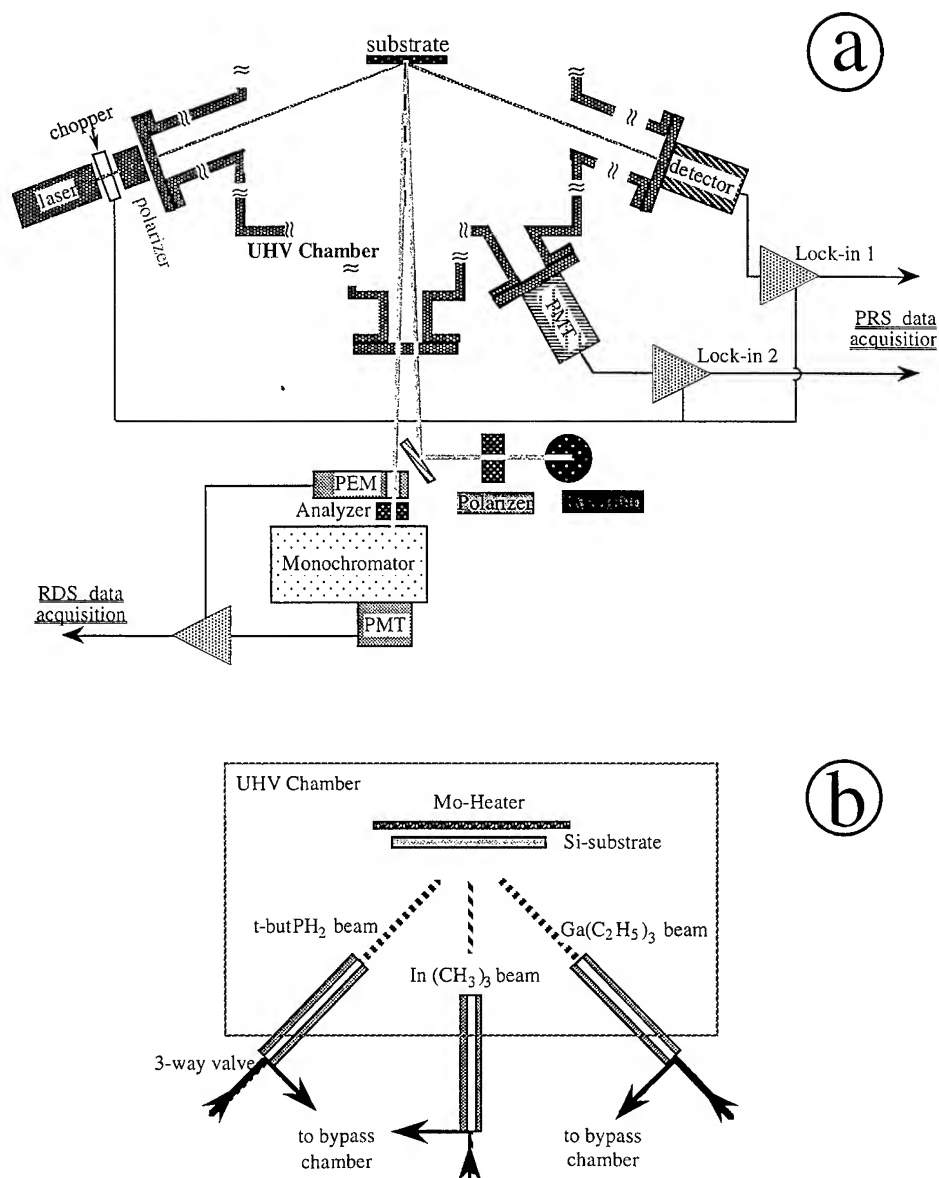 a
substrate
chopper
laser
polarizer
UHV Chamber
detector
PMT
Lock-in 1
PRS data
acquisition
Lock-in 2
PEM
Analyzer
Polarizer
Monochromator
RDS data
acquisition
PMT
b
UHV Chamber
Mo-Heater
Si-substrate
t-butPH₂ beam
Ga(C₂H₅)₃ beam
In (CH₃)₃ beam
3-way valve
to bypass
chamber
to bypass
chamber